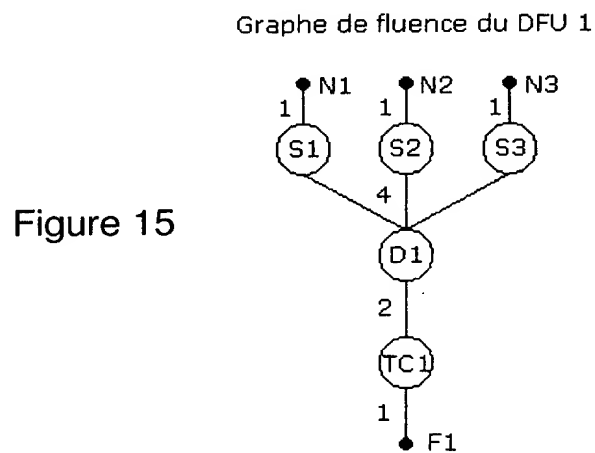 Graphe de fluence du DFU 1
N1 N2 N3
1 1 1
S1 S2 S3
4
Figure 15
D1
2
TC1
1
F1